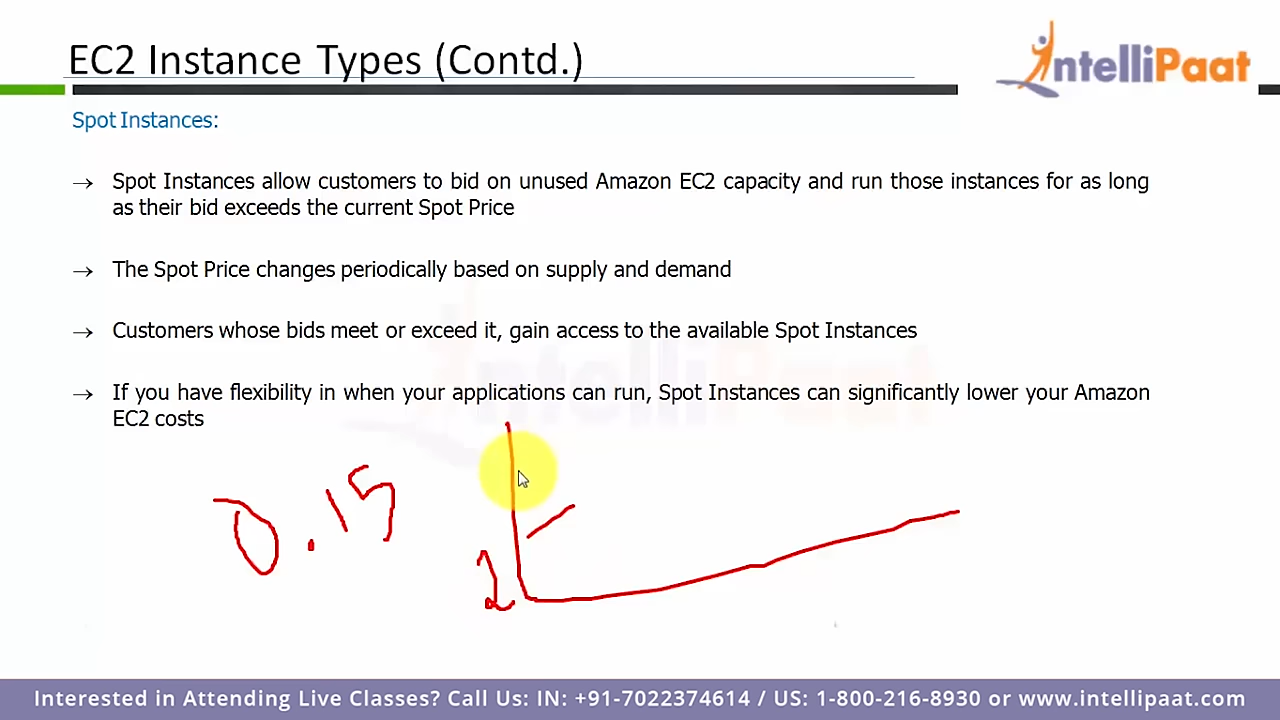 EC2 Instance Types (Contd.)
IntelliPaat
Spot Instances:
→ Spot Instances allow customers to bid on unused Amazon EC2 capacity and run those instances for as long
as their bid exceeds the current Spot Price
→ The Spot Price changes periodically based on supply and demand
→ Customers whose bids meet or exceed it, gain access to the available Spot Instances
→ If you have flexibility in when your applications can run, Spot Instances can significantly lower your Amazon
EC2 costs
0.15
2
Interested in Attending Live Classes? Call Us: IN: +91-7022374614 / US: 1-800-216-8930 or www.intellipaat.com